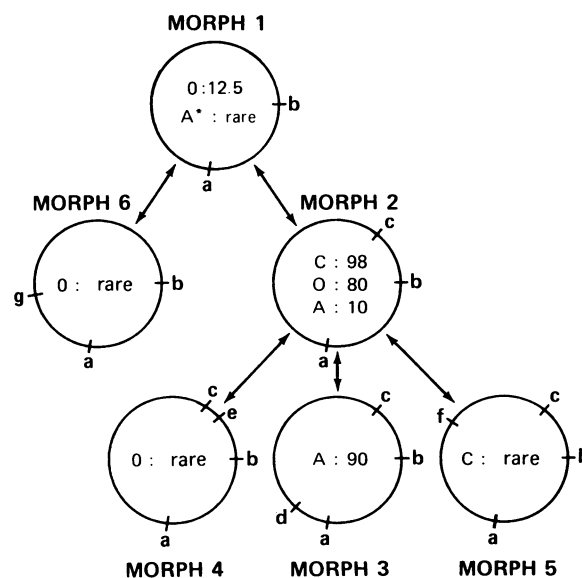 MORPH 1
0:12.5
A* : rare
b
a
MORPH 6
MORPH 2
c
0 : rare
b
g
a
C : 98
O : 80
A : 10
b
a
c
e
0 : rare
b
a
c
A : 90
b
d
a
f
c
C : rare
b
a
MORPH 4
MORPH 3
MORPH 5